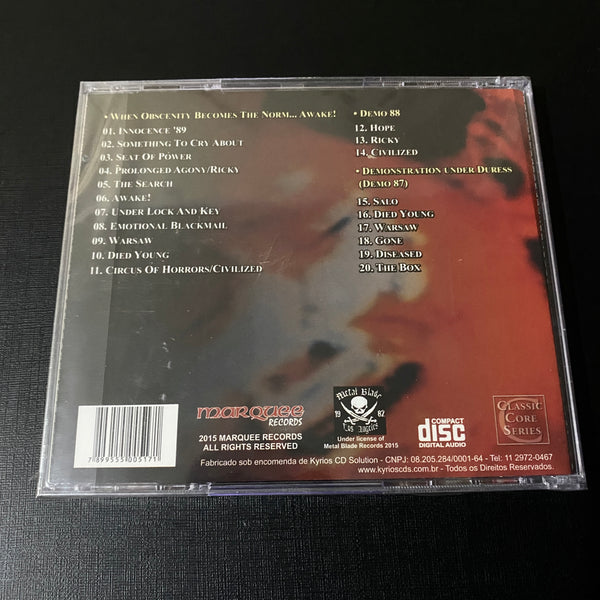 • When Obscenity Becomes The Norm... Awake!
01. Innocence '89
02. Something To Cry About
03. Seat Of Power
04. Prolonged Agony/Ricky
05. The Search
06. Awake!
07. Under Lock And Key
08. Emotional Blackmail
09. Warsaw
10. Died Young
11. Circus Of Horrors/Civilized
• Demo 88
12. Hope
13. Ricky
14. Civilized
• Demonstration under Duress
(Demo 87)
15. Salo
16. Died Young
17. Warsaw
18. Gone
19. Diseased
20. The Box
7 899555 005171
Marquee
Records
2015 MARQUEE RECORDS
ALL RIGHTS RESERVED
Metal Blade
19 82
Los Angeles
Under license of
Metal Blade Records 2015
COMPACT
disc
DIGITAL AUDIO
Classic
Core
Series
Fabricado sob encomenda de Kyrios CD Solution - CNPJ: 08.205.284/0001-64 - Tel: 11 2972-0467
www.kyrioscds.com.br - Todos os Direitos Reservados.